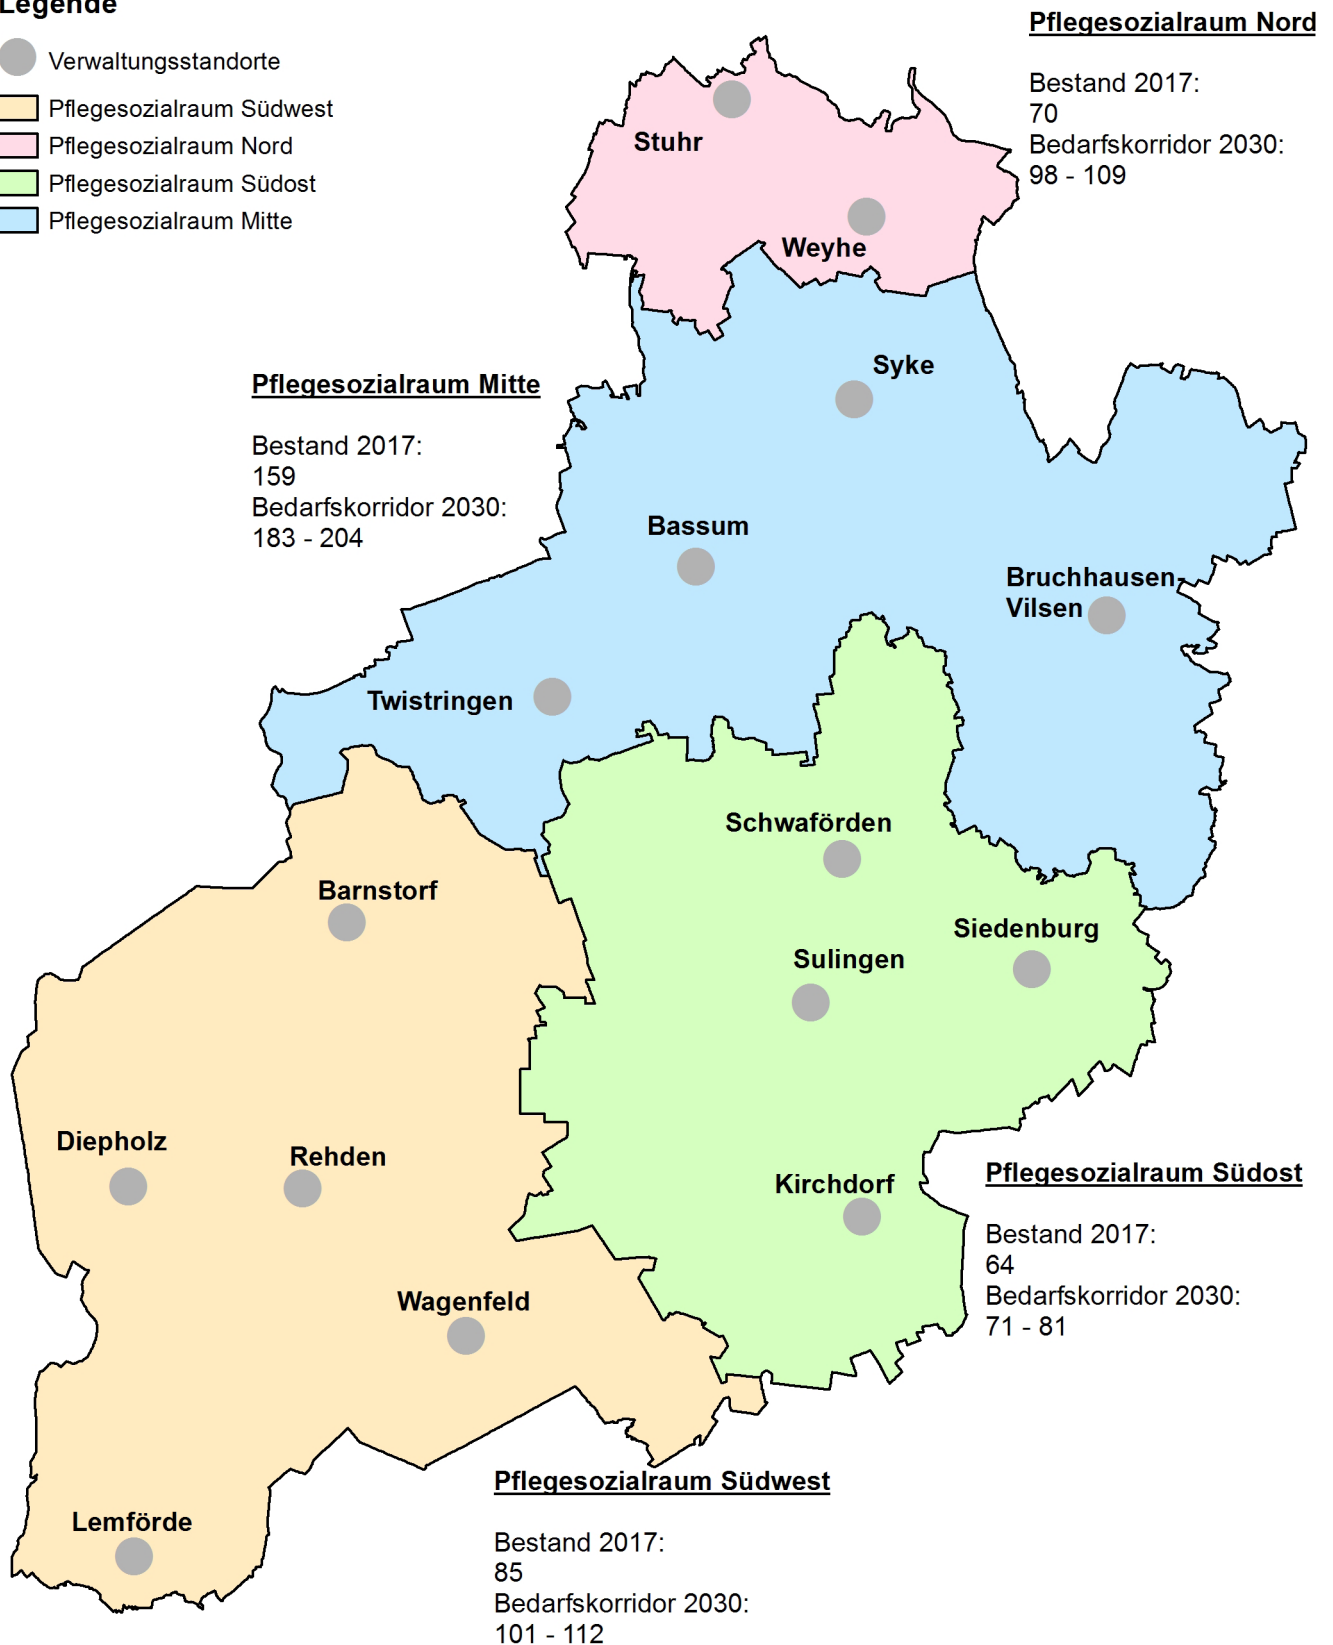 Legende
Verwaltungsstandorte
Pflegesozialraum Südwest
Pflegesozialraum Nord
Pflegesozialraum Südost
Pflegesozialraum Mitte
Pflegesozialraum Nord
Bestand 2017:
70
Bedarfskorridor 2030:
98 - 109
Stuhr
Weyhe
Pflegesozialraum Mitte
Bestand 2017:
159
Bedarfskorridor 2030:
183 - 204
Syke
Bassum
Bruchhausen-
Vilsen
Twistringen
Schwaförden
Barnstorf
Siedenburg
Sulingen
Diepholz
Rehden
Kirchdorf
Pflegesozialraum Südost
Bestand 2017:
64
Bedarfskorridor 2030:
71 - 81
Wagenfeld
Lemförde
Pflegesozialraum Südwest
Bestand 2017:
85
Bedarfskorridor 2030:
101 - 112